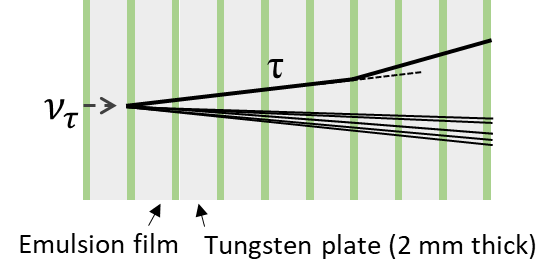 τ
ντ
Emulsion film Tungsten plate (2 mm thick)